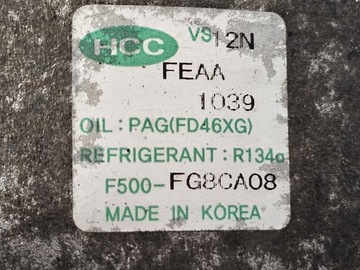 HCC VS12N
FEAA
1039
OIL : PAG(FD46XG)
REFRIGERANT : R134a
F500-FG8CA08
MADE IN KOREA